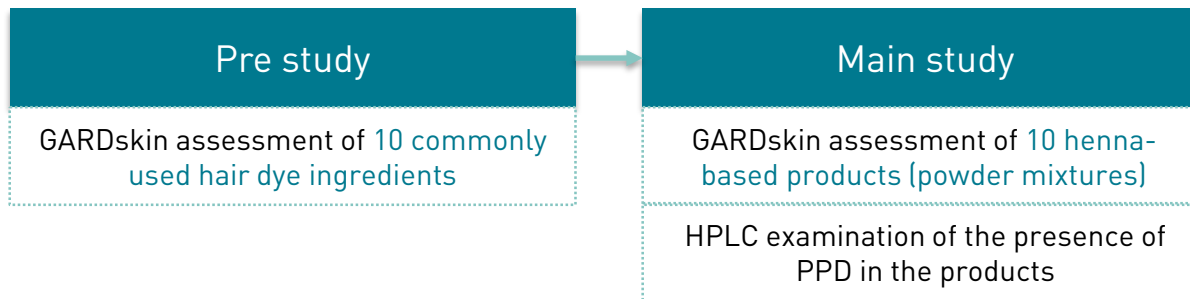 Pre study
GARDskin assessment of 10 commonly
used hair dye ingredients
Main study
GARDskin assessment of 10 henna-
based products (powder mixtures)
HPLC examination of the presence of
PPD in the products